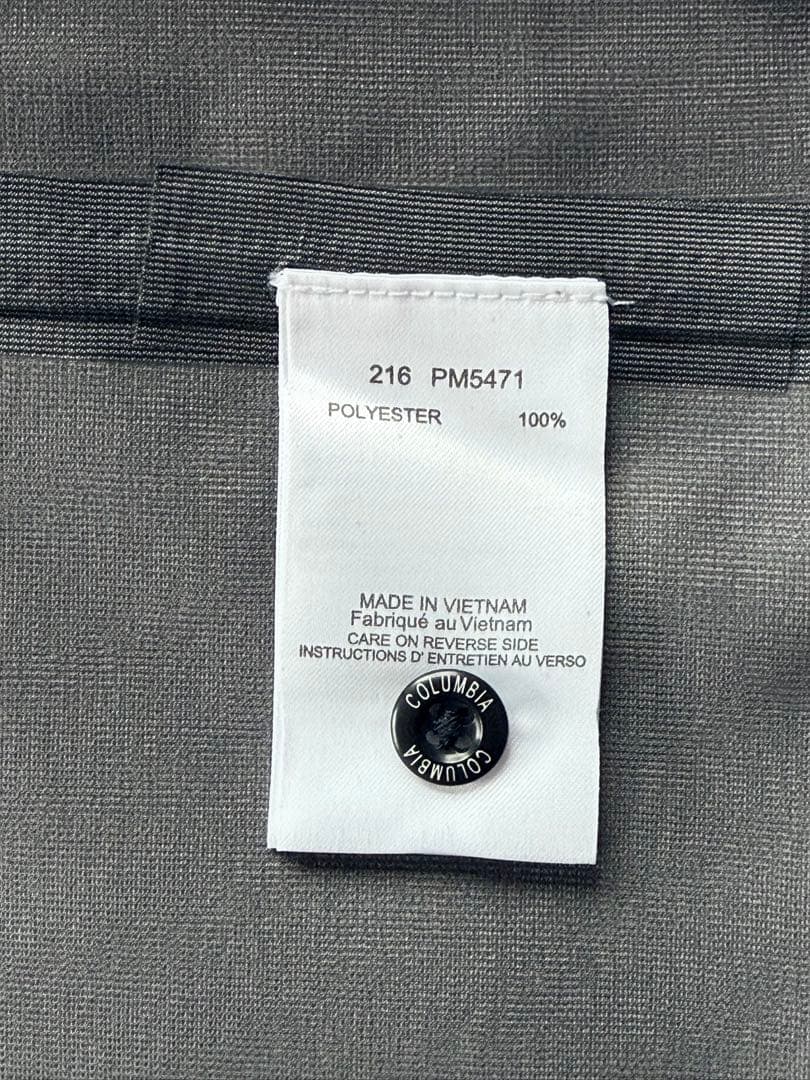 216 PM5471
POLYESTER 100%
MADE IN VIETNAM
Fabriqué au Vietnam
CARE ON REVERSE SIDE
INSTRUCTIONS D' ENTRETIEN AU VERSO
COLUMBIA
COLUMBIA